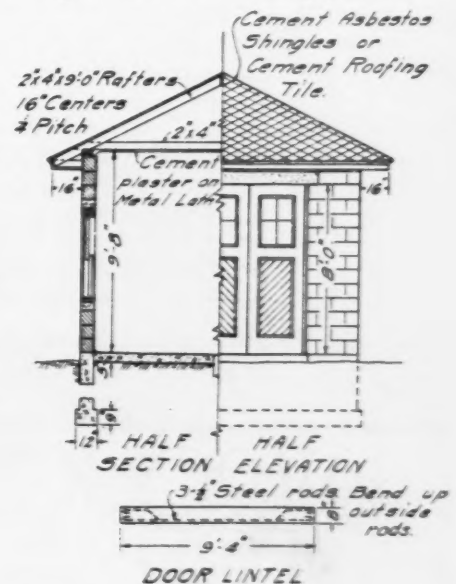 Cement Asbestos
Shingles or
Cement Roofing
Tile.
2"x4"x9'-0" Rafters
16" Centers
¼ Pitch
2"x4"
16"
Cement
plaster on
Metal Lath
16"
9'-8"
8'-0"
12"
HALF HALF
SECTION ELEVATION
3-½" Steel rods. Bend up
outside
rods.
8"
9'-4"
DOOR LINTEL